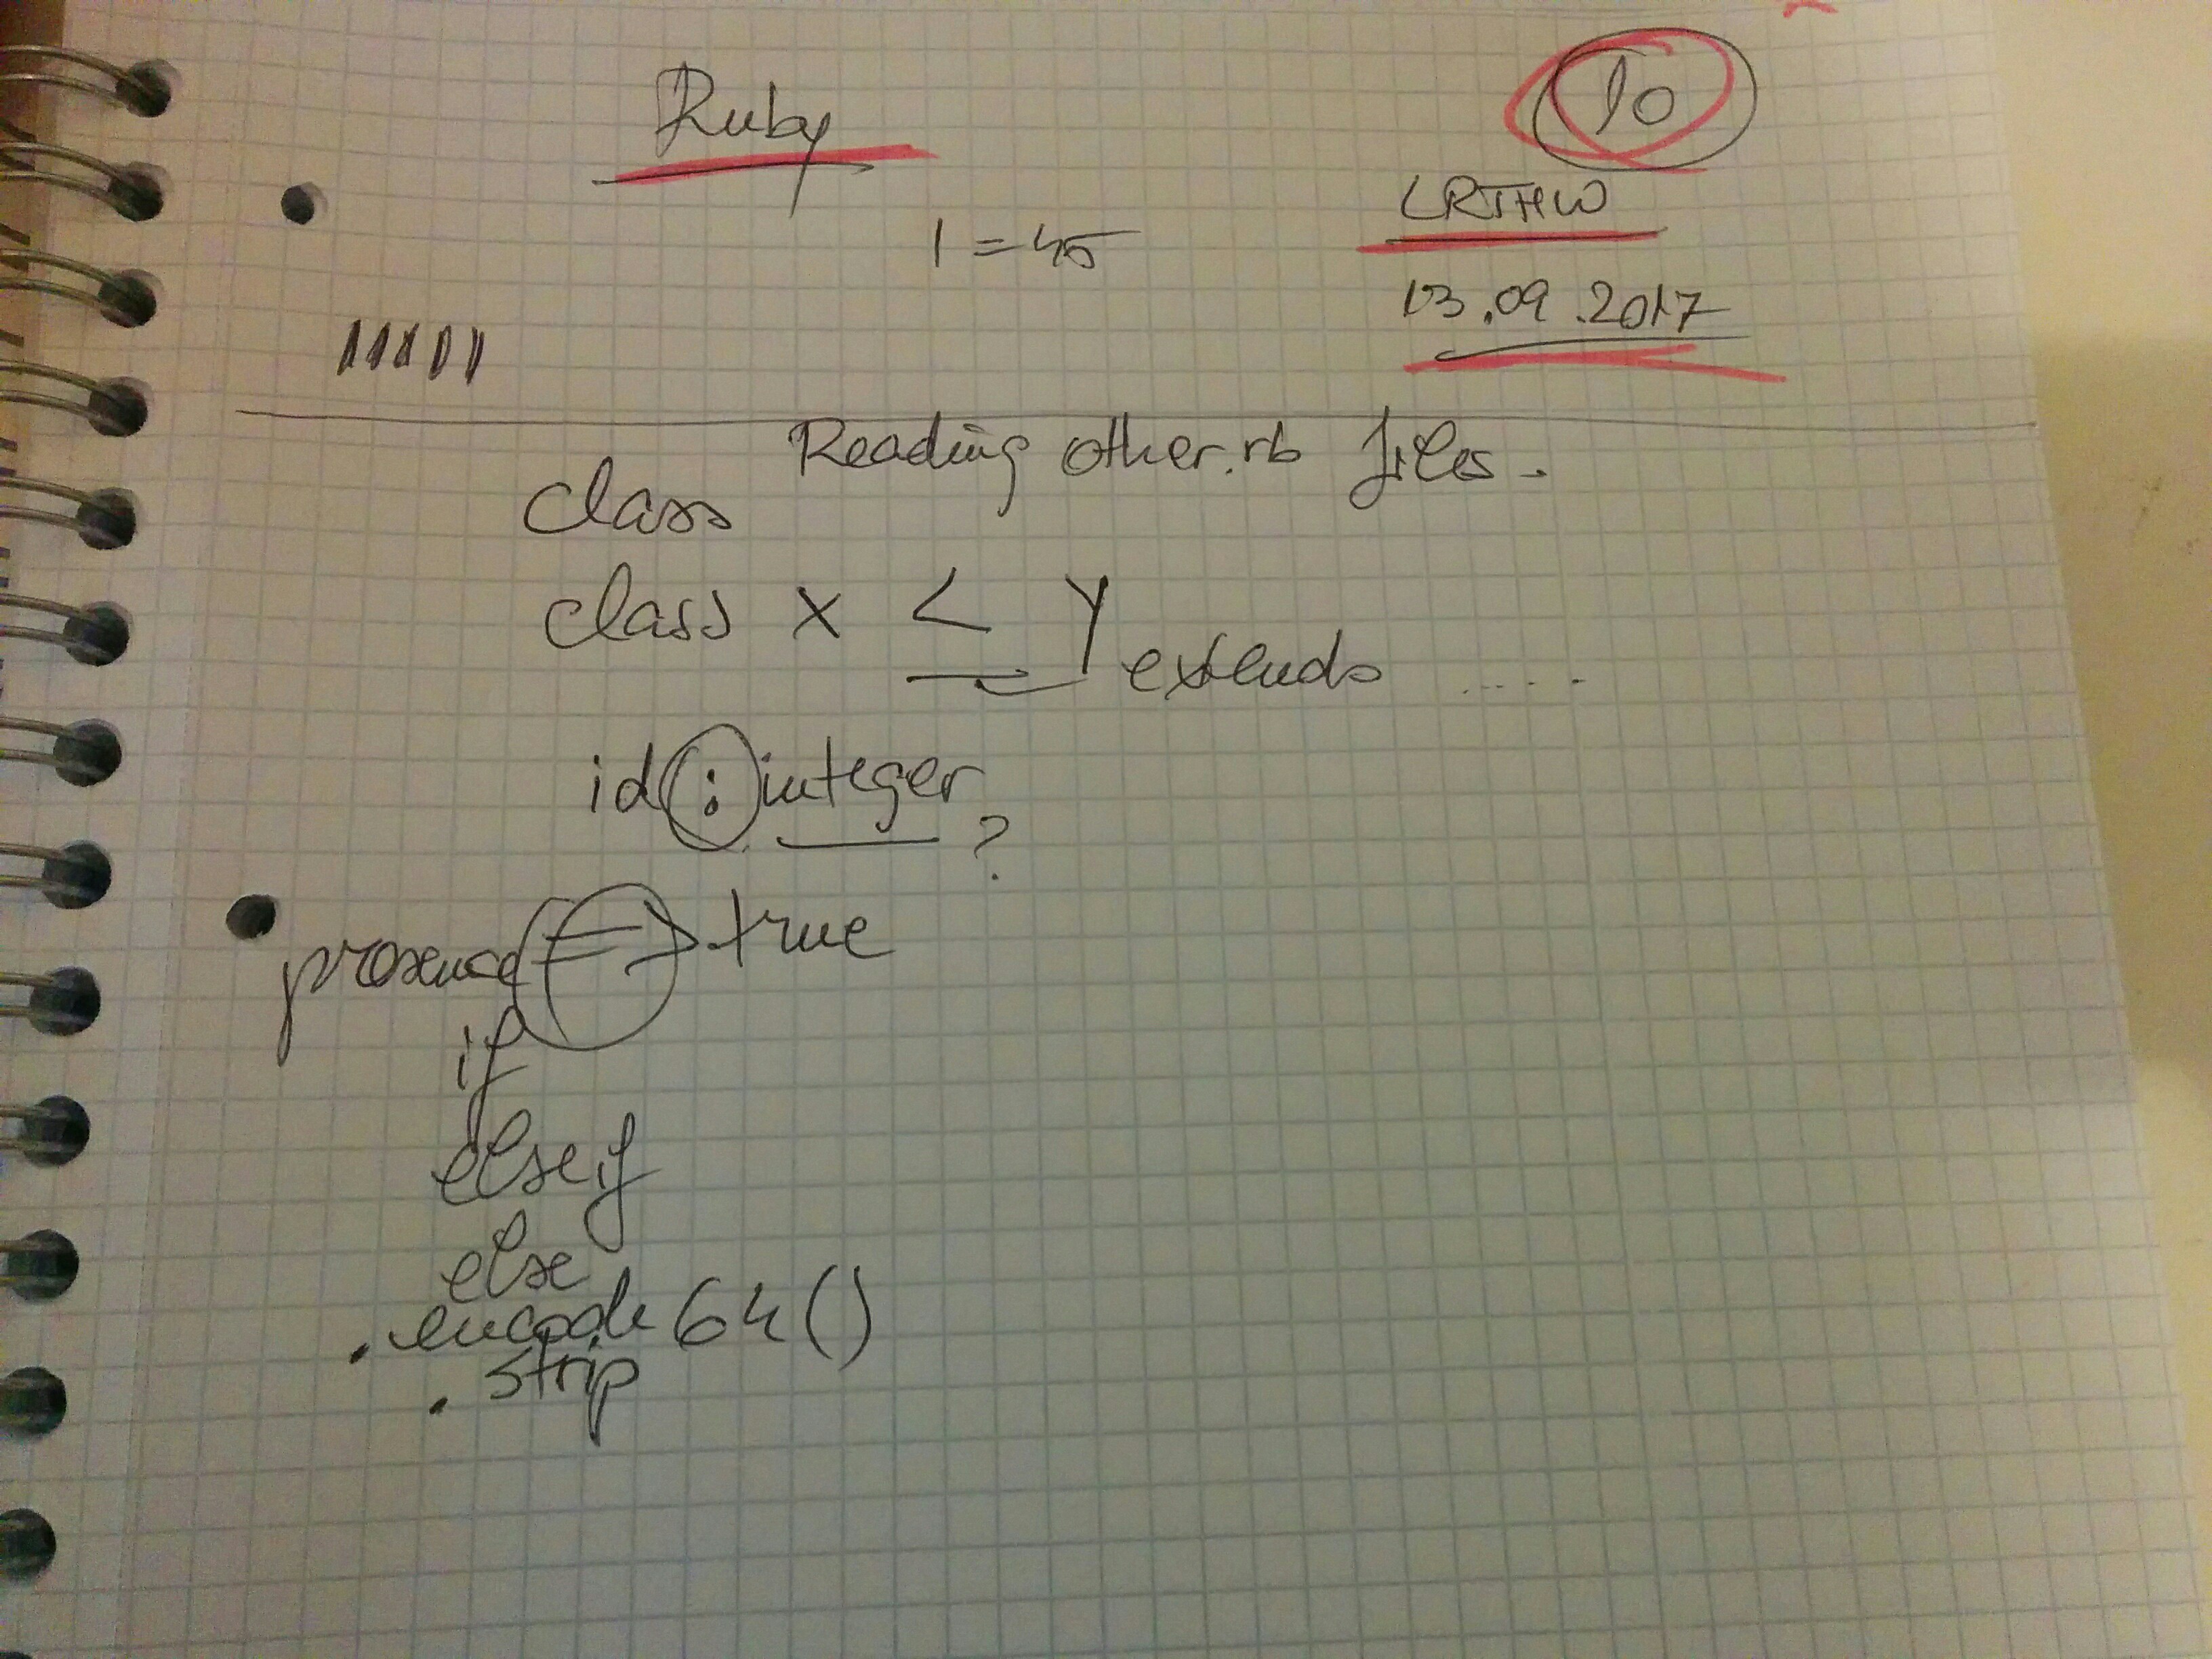 Ruby
10
LRTHW
1 = 45
13.09.2017
Reading other.rb files.
class
class x < y extends ....
id : integer ?
presence => true
if
elseif
else
.encode64()
.strip